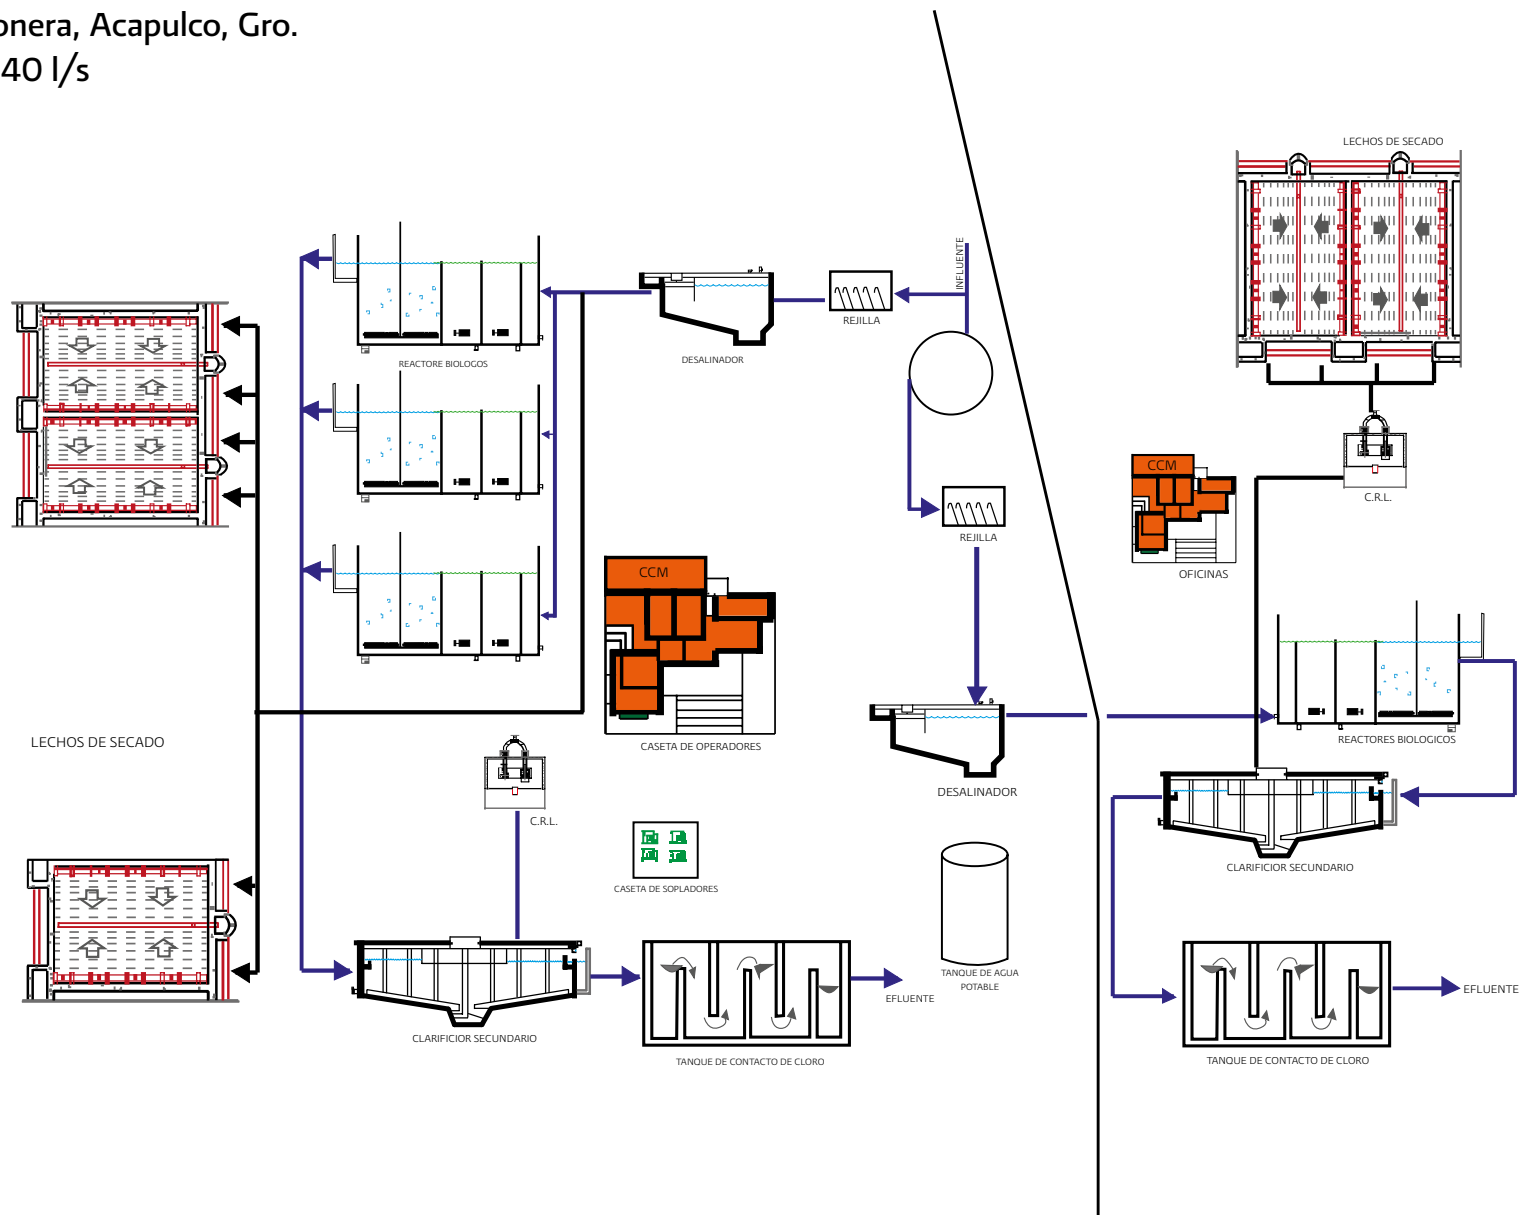 onera, Acapulco, Gro.
40 l/s
LECHOS DE SECADO
INFLUENTE
REJILLA
DESALINADOR
REACTORE BIOLOGOS
C.R.L.
REJILLA
CCM
OFICINAS
CCM
CASETA DE OPERADORES
LECHOS DE SECADO
REACTORES BIOLOGICOS
DESALINADOR
C.R.L.
CASETA DE SOPLADORES
CLARIFICIOR SECUNDARIO
TANQUE DE AGUA
POTABLE
EFLUENTE
EFLUENTE
CLARIFICIOR SECUNDARIO
TANQUE DE CONTACTO DE CLORO
TANQUE DE CONTACTO DE CLORO